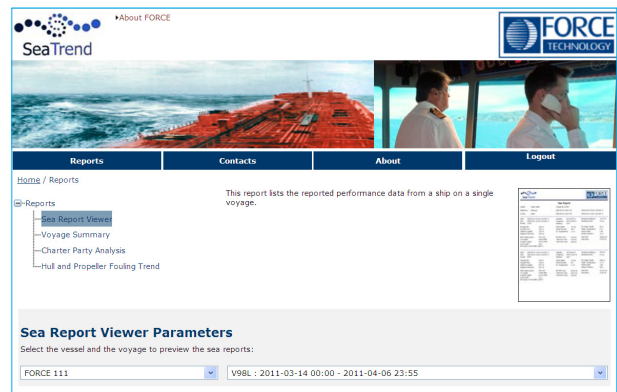 About FORCE
SeaTrend
FORCE
TECHNOLOGY
Reports Contacts About Logout
Home / Reports
Reports
Sea Report Viewer
Voyage Summary
Charter Party Analysis
Hull and Propeller Fouling Trend
This report lists the reported performance data from a ship on a single
voyage.
Sea Report Viewer Parameters
Select the vessel and the voyage to preview the sea reports:
FORCE 111
V98L : 2011-03-14 00:00 - 2011-04-06 23:55